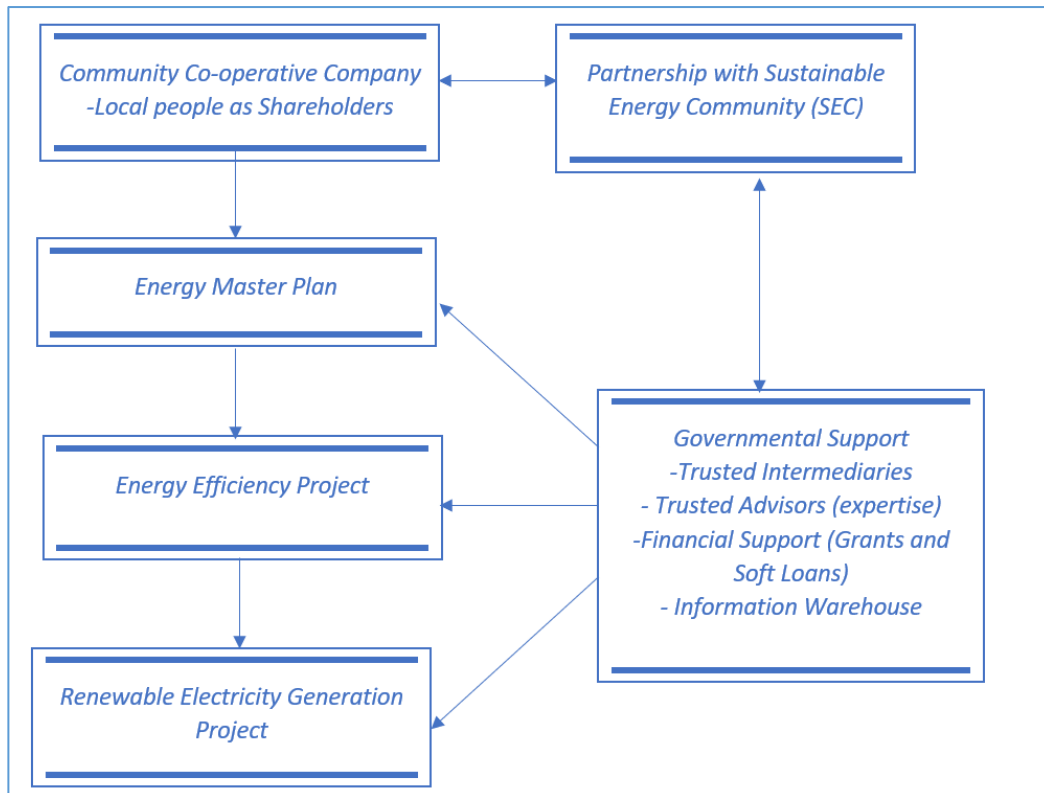 Community Co-operative Company
-Local people as Shareholders
Partnership with Sustainable
Energy Community (SEC)
Energy Master Plan
Energy Efficiency Project
Governmental Support
-Trusted Intermediaries
- Trusted Advisors (expertise)
-Financial Support (Grants and
Soft Loans)
- Information Warehouse
Renewable Electricity Generation
Project